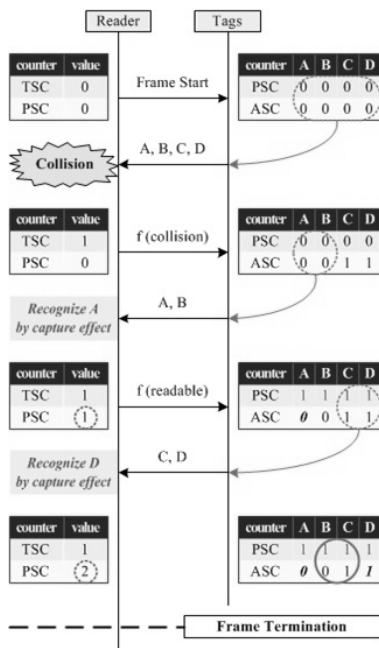 Reader Tags
counter value
TSC 0
PSC 0
Frame Start
counter A B C D
PSC 0 0 0 0
ASC 0 0 0 0
Collision
A, B, C, D
counter value
TSC 1
PSC 0
f (collision)
counter A B C D
PSC 0 0 0 0
ASC 0 0 1 1
Recognize A
by capture effect
A, B
counter value
TSC 1
PSC 1
f (readable)
counter A B C D
PSC 1 1 1 1
ASC 0 0 1 1
Recognize D
by capture effect
C, D
counter value
TSC 1
PSC 2
counter A B C D
PSC 1 1 1 1
ASC 0 0 1 1
Frame Termination